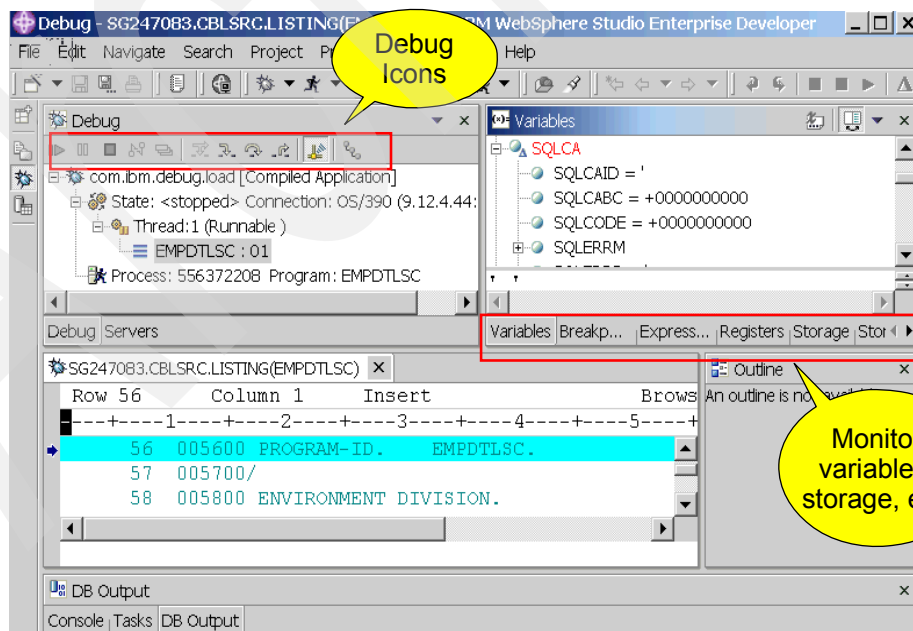 Debug - SG247083.CBLSRC.LISTING(EM
M WebSphere Studio Enterprise Developer
File Edit Navigate Search Project
Help
Debug
Icons
Debug
Variables
com.ibm.debug.load [Compiled Application]
State: <stopped> Connection: OS/390 (9.12.4.44:
Thread:1 (Runnable )
EMPDTLSC : 01
Process: 556372208 Program: EMPDTLSC
SQLCA
SQLCAID = '
SQLCABC = +0000000000
SQLCODE = +0000000000
SQLERRM
Debug Servers
Variables Breakp... Express... Registers Storage Stor
SG247083.CBLSRC.LISTING(EMPDTLSC)
Outline
Row 56 Column 1 Insert Brows
An outline is no
----+----1----+----2----+----3----+----4----+----5----+
56 005600 PROGRAM-ID. EMPDTLSC.
57 005700/
58 005800 ENVIRONMENT DIVISION.
Monito
variable
storage, e
DB Output
Console Tasks DB Output